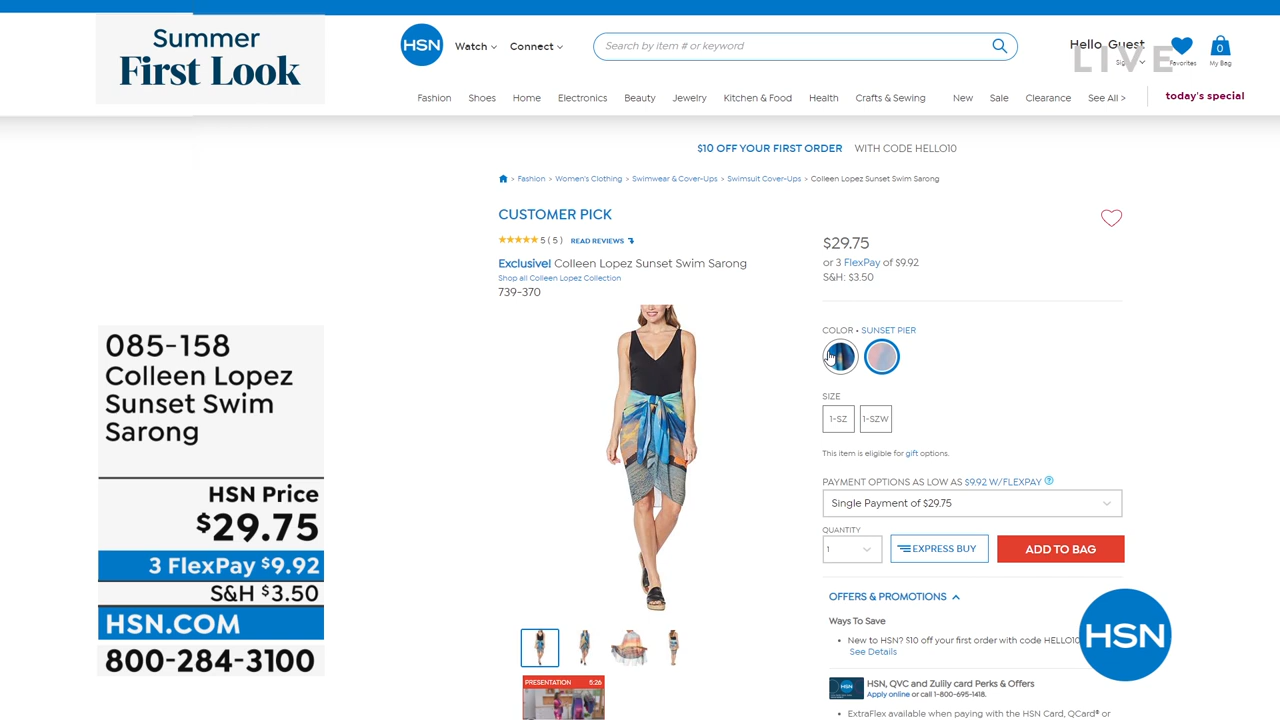 Summer
First Look
HSN
Watch
Connect
Search by item # or keyword
Hello, Guest
LIVE
Favorites
0
My Bag
Fashion
Shoes
Home
Electronics
Beauty
Jewelry
Kitchen & Food
Health
Crafts & Sewing
New
Sale
Clearance
See All >
today's special
$10 OFF YOUR FIRST ORDER WITH CODE HELLO10
> Fashion > Women's Clothing > Swimwear & Cover-Ups > Swimsuit Cover-Ups > Colleen Lopez Sunset Swim Sarong
CUSTOMER PICK
5 ( 5 ) READ REVIEWS
Exclusive! Colleen Lopez Sunset Swim Sarong
Shop all Colleen Lopez Collection
739-370
$29.75
or 3 FlexPay of $9.92
S&H: $3.50
COLOR • SUNSET PIER
SIZE
1-SZ
1-SZW
This item is eligible for gift options.
PAYMENT OPTIONS AS LOW AS $9.92 W/FLEXPAY ?
Single Payment of $29.75
QUANTITY
1
EXPRESS BUY
ADD TO BAG
OFFERS & PROMOTIONS
Ways To Save
• New to HSN? $10 off your first order with code HELLO10
See Details
HSN, QVC and Zulily card Perks & Offers
Apply online or call 1-800-695-1418.
• ExtraFlex available when paying with the HSN Card, QCard® or
HSN
PRESENTATION 5:26
085-158
Colleen Lopez
Sunset Swim
Sarong
HSN Price
$29.75
3 FlexPay $9.92
S&H $3.50
HSN.COM
800-284-3100